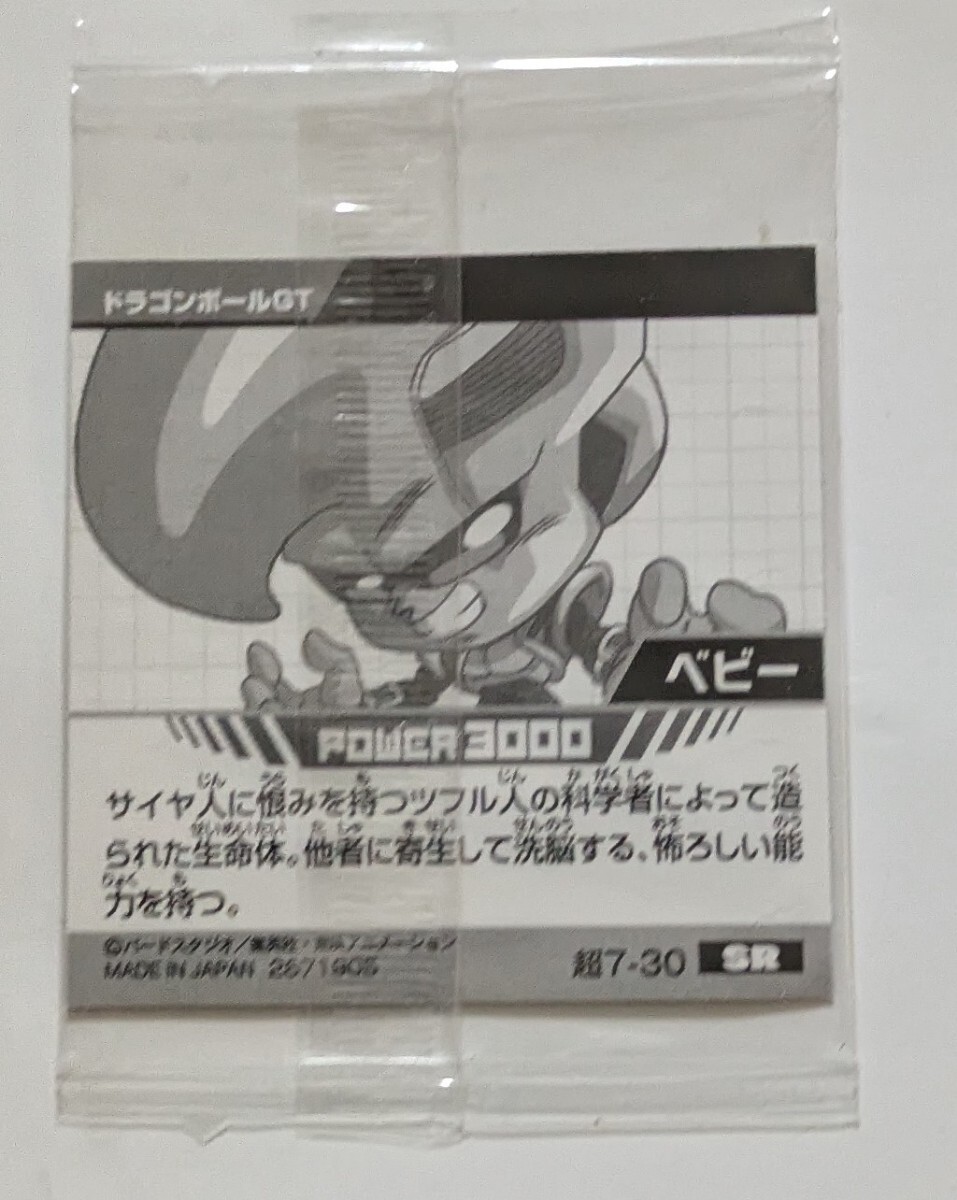 ドラゴンボールGT
ベビー
POWER 3000
サイヤ人に恨みを持つツフル人の科学者によって造
られた生命体。他者に寄生して洗脳する、怖ろしい能
力を持つ。
©バードスタジオ/集英社・東映アニメーション
MADE IN JAPAN 2571905
超7-30 SR